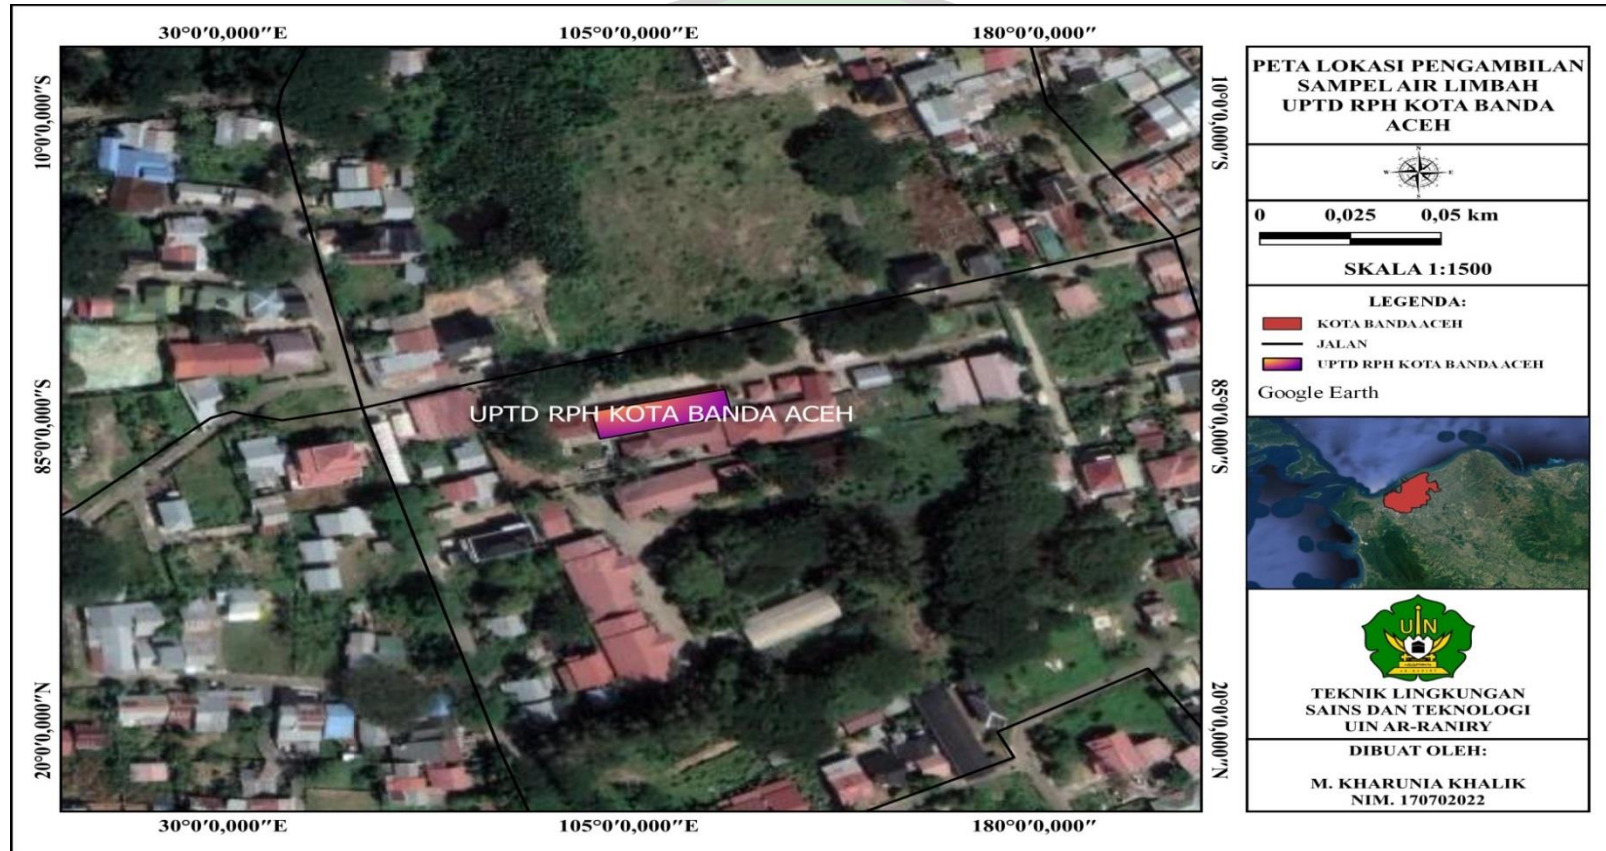 30°0'0,000"E 105°0'0,000"E 180°0'0,000"
10°0'0,000"S
85°0'0,000"S
20°0'0,000"N
UPTD RPH KOTA BANDA ACEH
10°0'0,000"S
85°0'0,000"S
20°0'0,000"N
30°0'0,000"E 105°0'0,000"E 180°0'0,000"
PETA LOKASI PENGAMBILAN
SAMPEL AIR LIMBAH
UPTD RPH KOTA BANDA
ACEH
N
W E
S
0 0,025 0,05 km
SKALA 1:1500
LEGENDA:
KOTA BANDA ACEH
JALAN
UPTD RPH KOTA BANDA ACEH
Google Earth
UIN
TEKNIK LINGKUNGAN
SAINS DAN TEKNOLOGI
UIN AR-RANIRY
DIBUAT OLEH:
M. KHARUNIA KHALIK
NIM. 170702022